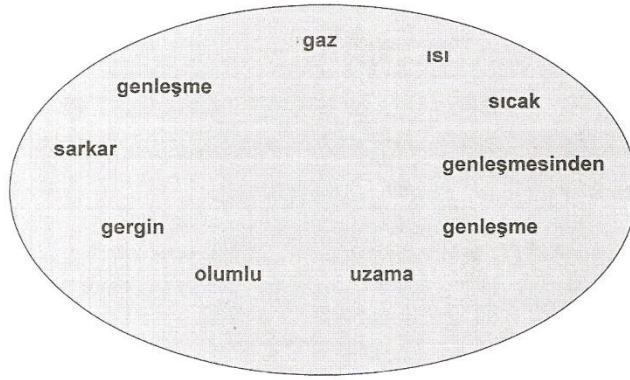 gaz
ısı
genleşme
sıcak
sarkar
genleşmesinden
gergin
genleşme
olumlu
uzama